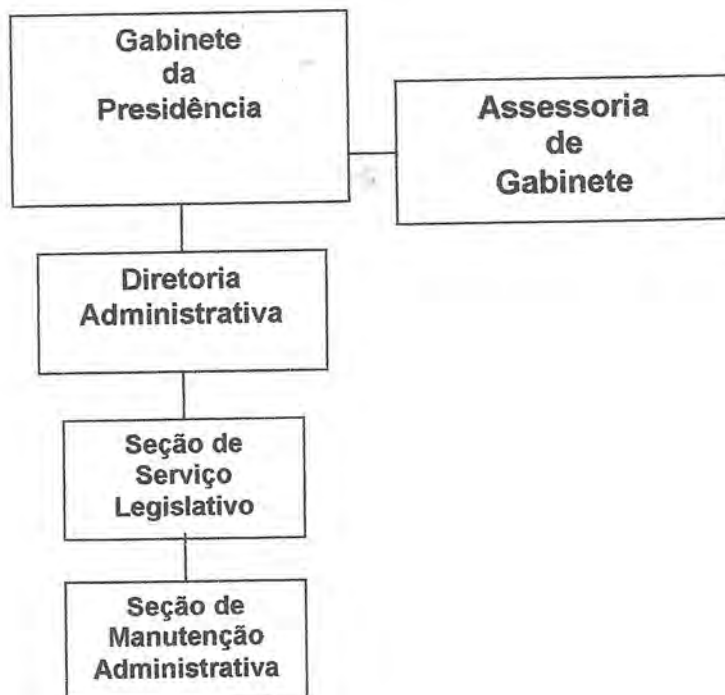 Gabinete
da
Presidência
Assessoria
de
Gabinete
Diretoria
Administrativa
Seção de
Serviço
Legislativo
Seção de
Manutenção
Administrativa